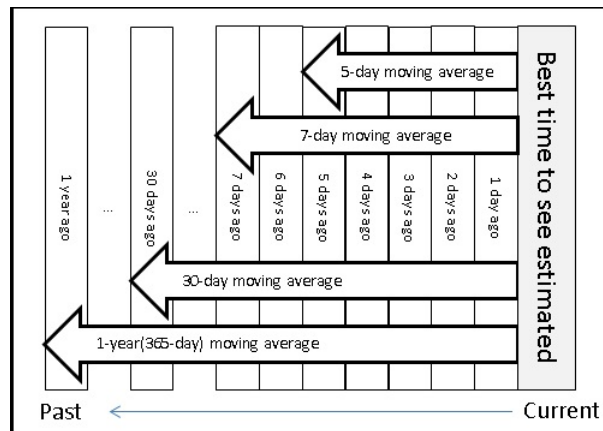 5-day moving average
7-day moving average
1 year ago
...
30 days ago
...
7 days ago
6 days ago
5 days ago
4 days ago
3 days ago
2 days ago
1 day ago
30-day moving average
1-year(365-day) moving average
Best time to see estimated
Past
Current